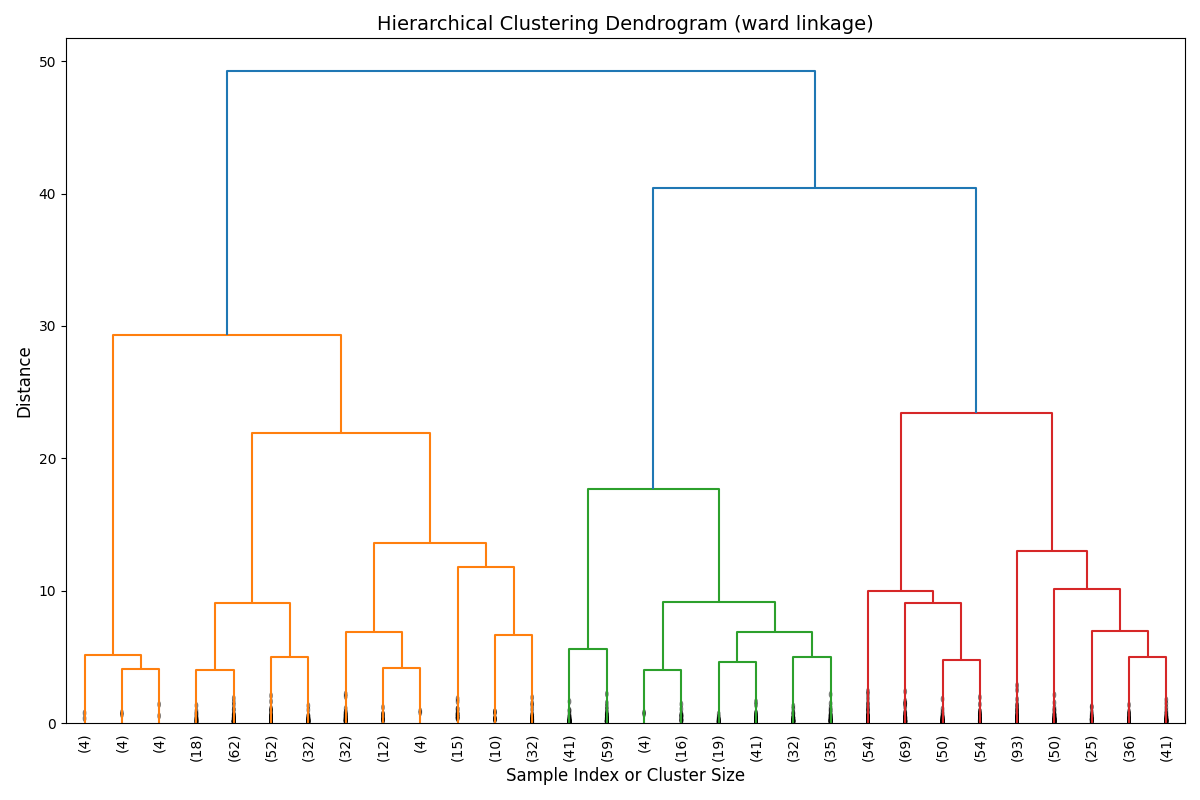 Hierarchical Clustering Dendrogram (ward linkage)
50
40
30
20
10
0
Distance
(4) (4) (4) (18) (62) (52) (32) (32) (12) (4) (15) (10) (32) (41) (59) (4) (16) (19) (41) (32) (35) (54) (69) (50) (54) (93) (50) (25) (36) (41)
Sample Index or Cluster Size